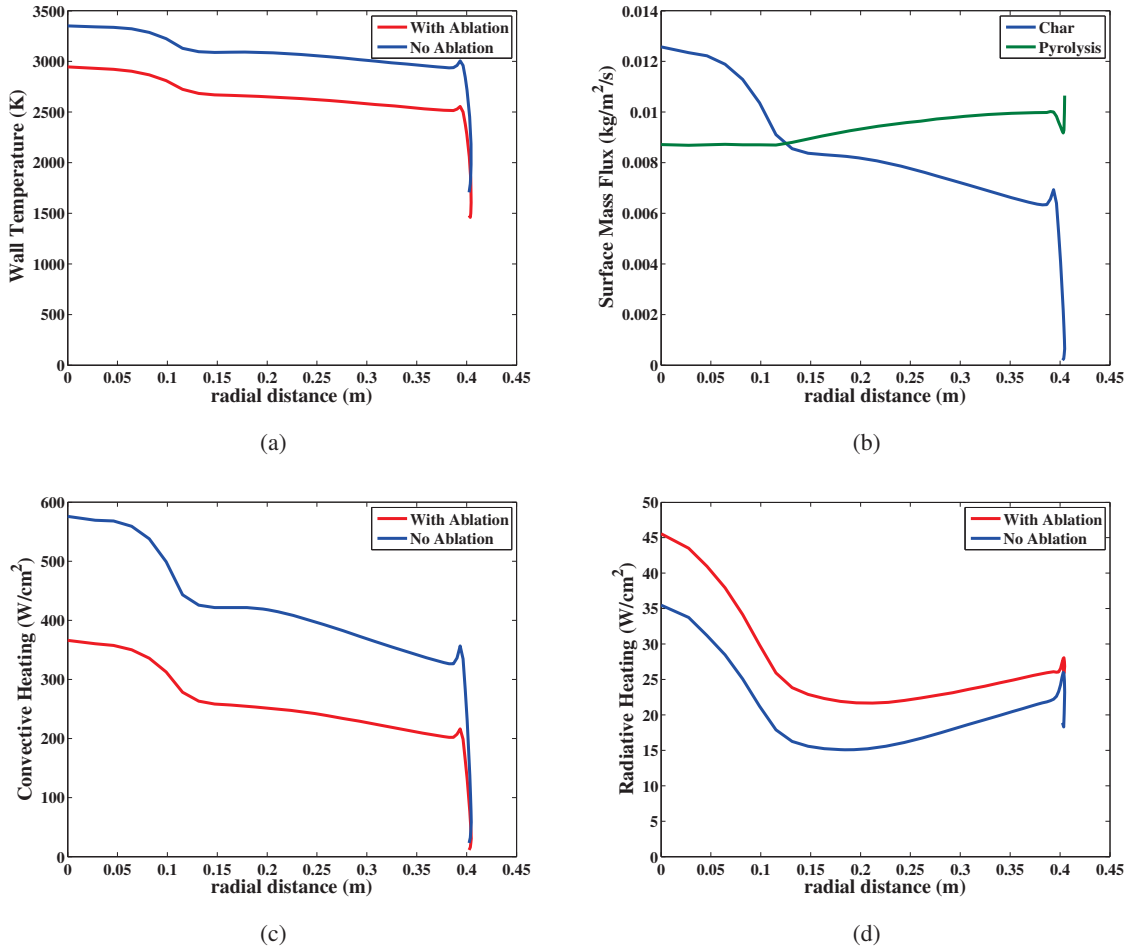 3500
3000
2500
2000
1500
1000
500
0
Wall Temperature (K)
With Ablation
No Ablation
0 0.05 0.1 0.15 0.2 0.25 0.3 0.35 0.4 0.45
radial distance (m)
(a)
0.014
0.012
0.01
0.008
0.006
0.004
0.002
0
Surface Mass Flux (kg/m²/s)
Char
Pyrolysis
0 0.05 0.1 0.15 0.2 0.25 0.3 0.35 0.4 0.45
radial distance (m)
(b)
600
500
400
300
200
100
0
Convective Heating (W/cm²)
With Ablation
No Ablation
0 0.05 0.1 0.15 0.2 0.25 0.3 0.35 0.4 0.45
radial distance (m)
(c)
50
45
40
35
30
25
20
15
10
5
0
Radiative Heating (W/cm²)
With Ablation
No Ablation
0 0.05 0.1 0.15 0.2 0.25 0.3 0.35 0.4 0.45
radial distance (m)
(d)